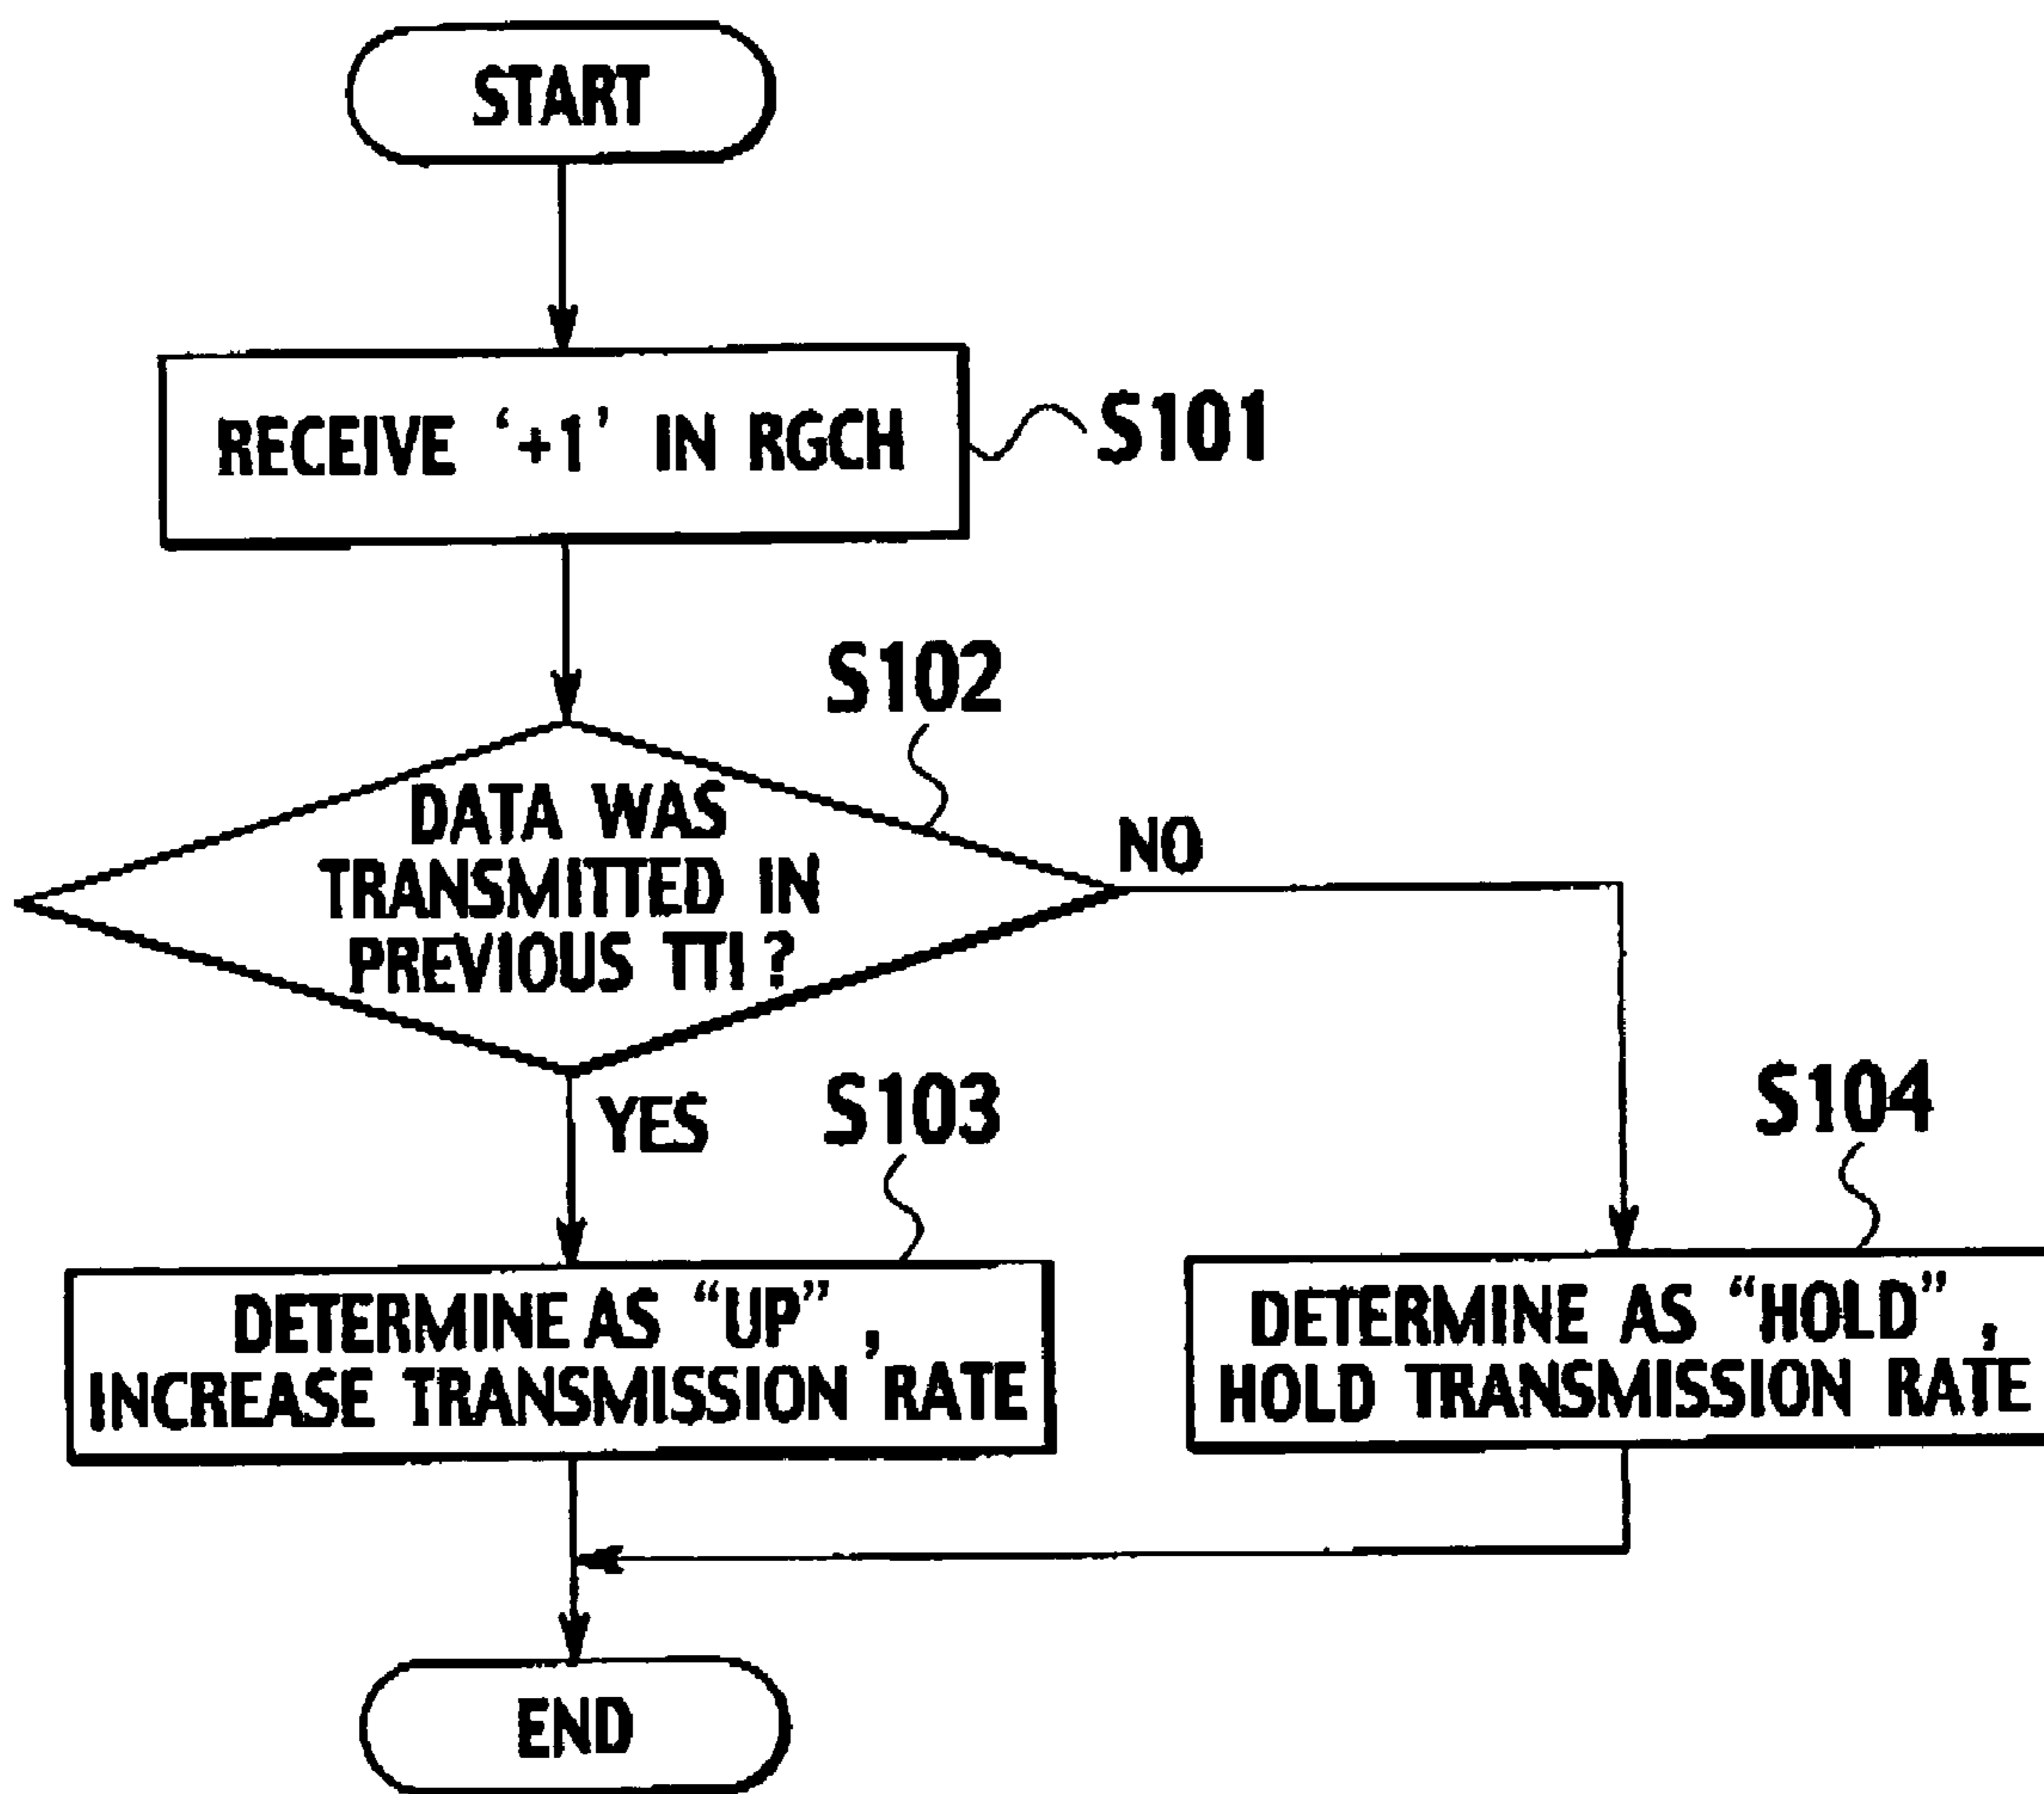 START
RECEIVE ‘+1’ IN RGCH
S101
S102
DATA WAS
TRANSMITTED IN
PREVIOUS TTI ?
NO
YES
S103
DETERMINE AS “UP” ,
INCREASE TRANSMISSION RATE
S104
DETERMINE AS “HOLD” ,
HOLD TRANSMISSION RATE
END